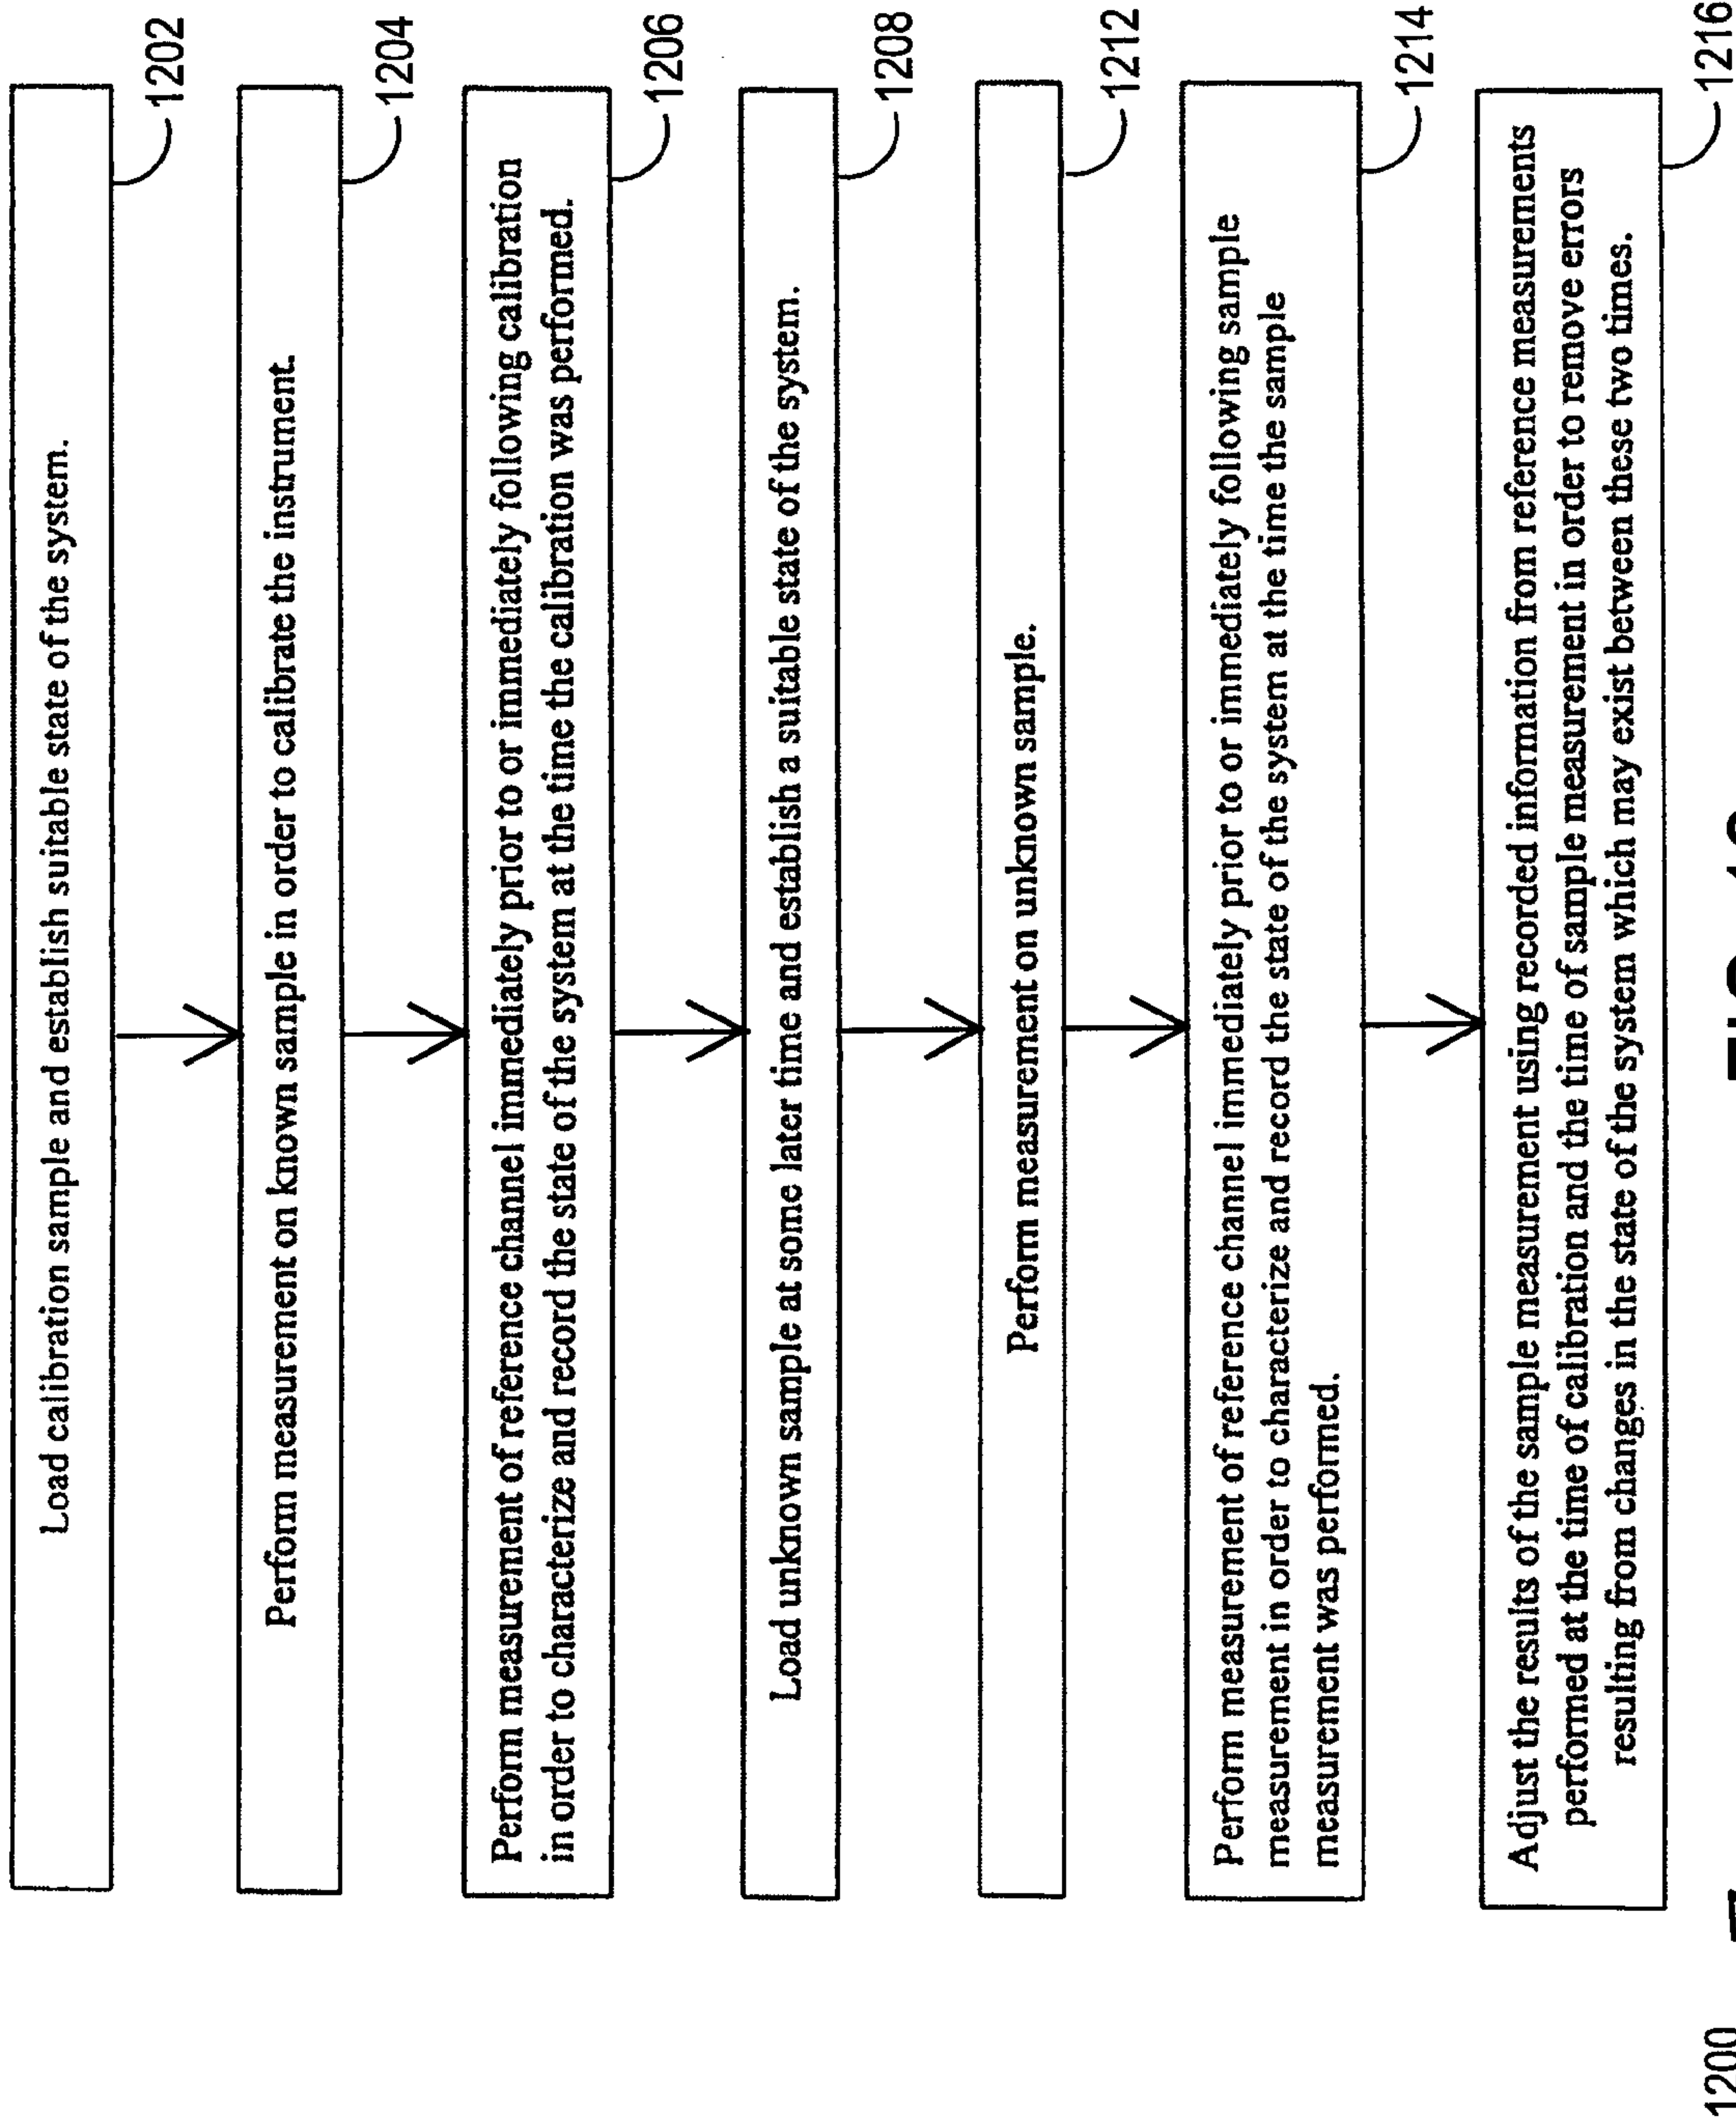 Load calibration sample and establish suitable state of the system.
1202
Perform measurement on known sample in order to calibrate the instrument.
1204
Perform measurement of reference channel immediately prior to or immediately following calibration
in order to characterize and record the state of the system at the time the calibration was performed.
1206
Load unknown sample at some later time and establish a suitable state of the system.
1208
Perform measurement on unknown sample.
1212
Perform measurement of reference channel immediately prior to or immediately following sample
measurement in order to characterize and record the state of the system at the time the sample
measurement was performed.
1214
Adjust the results of the sample measurement using recorded information from reference measurements
performed at the time of calibration and the time of sample measurement in order to remove errors
resulting from changes in the state of the system which may exist between these two times.
1216
1200